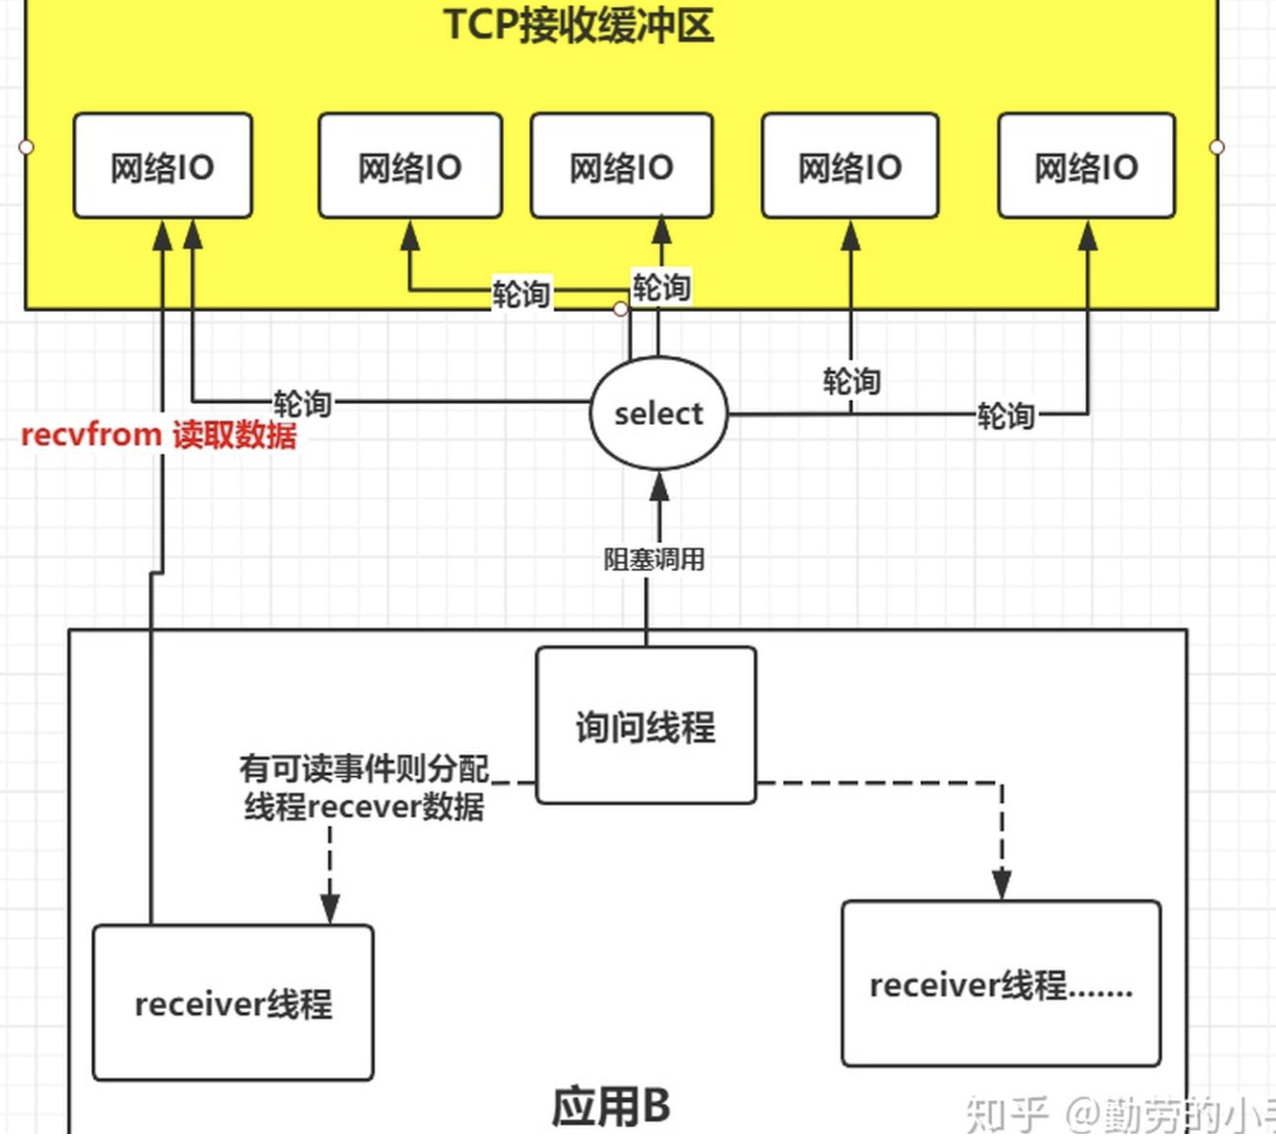 TCP接收缓冲区
网络IO
网络IO
网络IO
网络IO
网络IO
轮询
轮询
轮询
轮询
轮询
recvfrom 读取数据
select
阻塞调用
询问线程
有可读事件则分配
线程recever数据
receiver线程
receiver线程.......
应用B
知乎 @勤劳的小手